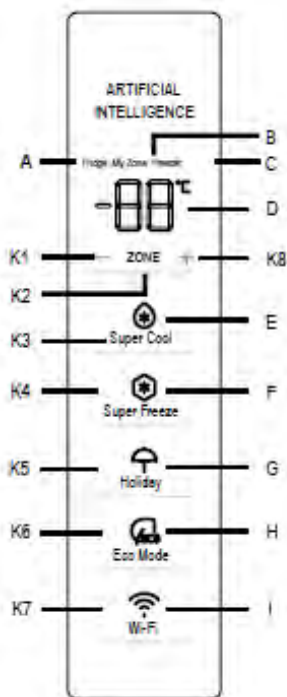 ARTIFICIAL
INTELLIGENCE
B
A Fridge My Zone Freezer C
-88°C D
K1 − ZONE + K8
K2
E
K3 Super Cool
K4 F
Super Freeze
K5 G
Holiday
K6 H
Eco Mode
K7 I
Wi-Fi